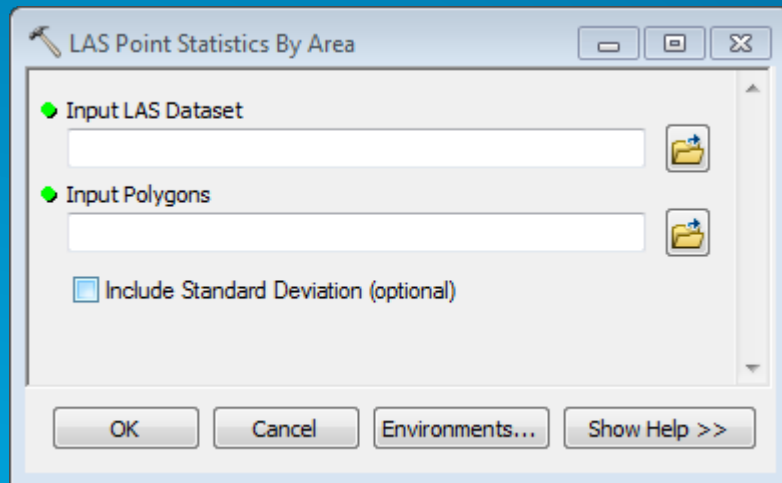 LAS Point Statistics By Area
Input LAS Dataset
Input Polygons
Include Standard Deviation (optional)
OK Cancel Environments... Show Help >>